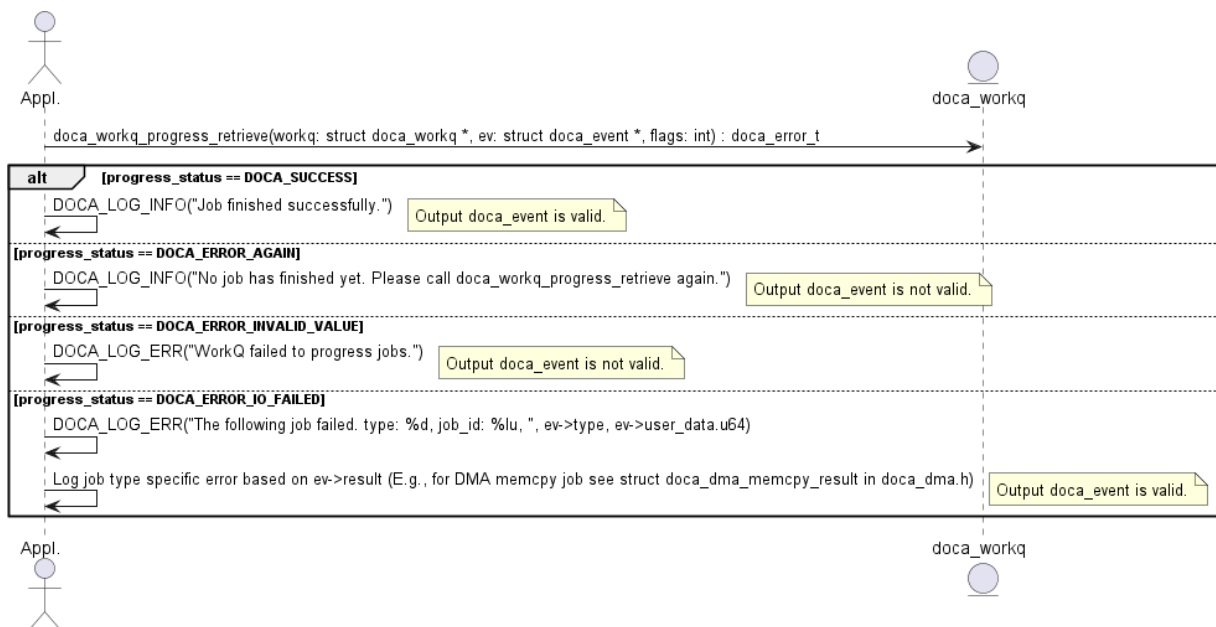 Appl.
doca_workq
doca_workq_progress_retrieve(workq: struct doca_workq *, ev: struct doca_event *, flags: int) : doca_error_t
alt [progress_status == DOCA_SUCCESS]
DOCA_LOG_INFO("Job finished successfully.")
Output doca_event is valid.
[progress_status == DOCA_ERROR_AGAIN]
DOCA_LOG_INFO("No job has finished yet. Please call doca_workq_progress_retrieve again.")
Output doca_event is not valid.
[progress_status == DOCA_ERROR_INVALID_VALUE]
DOCA_LOG_ERR("WorkQ failed to progress jobs.")
Output doca_event is not valid.
[progress_status == DOCA_ERROR_IO_FAILED]
DOCA_LOG_ERR("The following job failed. type: %d, job_id: %lu, ", ev->type, ev->user_data.u64)
Log job type specific error based on ev->result (E.g., for DMA memcpy job see struct doca_dma_memcpy_result in doca_dma.h)
Output doca_event is valid.
Appl.
doca_workq